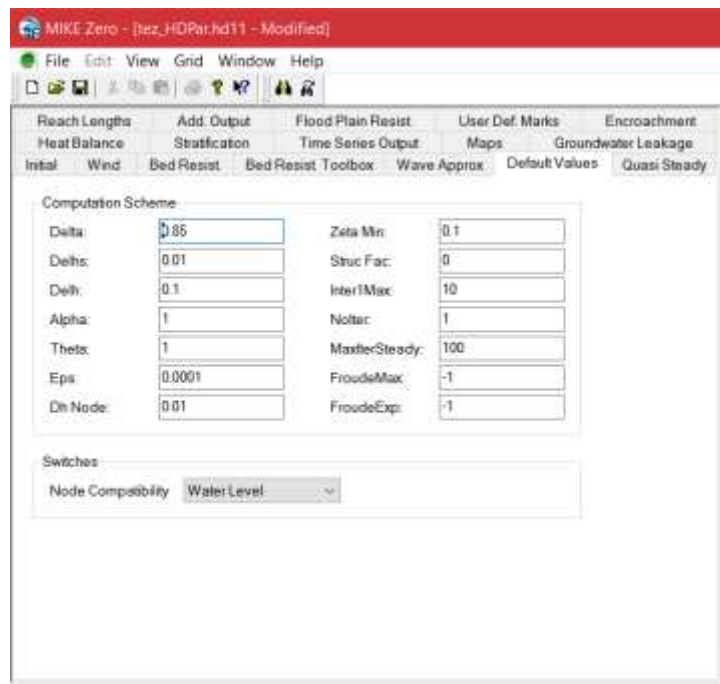 MIKE Zero - [tez_HDPar.hd11 - Modified]
File Edit View Grid Window Help
Reach Lengths Add. Output Flood Plain Resist. User Def. Marks Encroachment
Heat Balance Stratification Time Series Output Maps Groundwater Leakage
Initial Wind Bed Resist. Bed Resist. Toolbox Wave Approx Default Values Quasi Steady
Computation Scheme
Delta: 0.85 Zeta Min: 0.1
Delhs: 0.01 Struc Fac: 0
Delh: 0.1 Inter1Max: 10
Alpha: 1 NoIter: 1
Theta: 1 MaxIterSteady: 100
Eps: 0.0001 FroudeMax: -1
Dh Node: 0.01 FroudeExp: -1
Switches
Node Compatibility Water Level